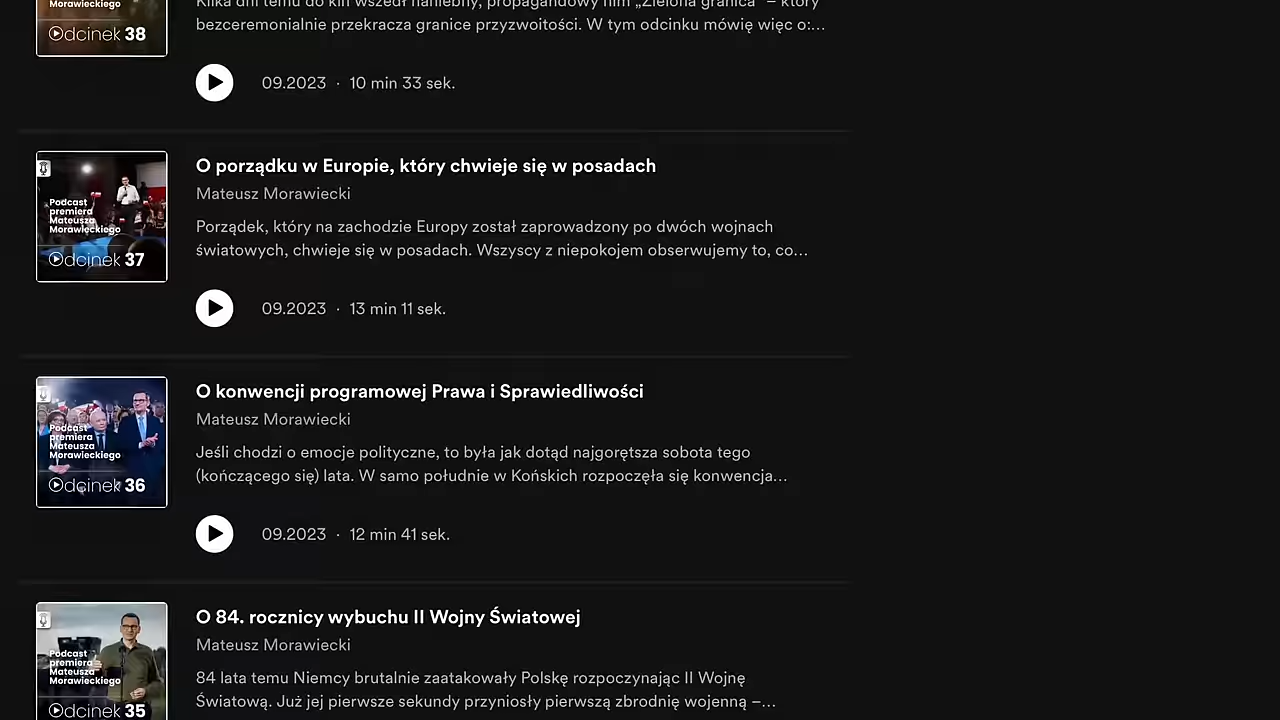 Kilka dni temu do kin wszedł haniebny, propagandowy film „Zielona granica” – który
bezceremonialnie przekracza granice przyzwoitości. W tym odcinku mówię więc o:...
Morawieckiego
Odcinek 38
09.2023 · 10 min 33 sek.
O porządku w Europie, który chwieje się w posadach
Mateusz Morawiecki
Porządek, który na zachodzie Europy został zaprowadzony po dwóch wojnach
światowych, chwieje się w posadach. Wszyscy z niepokojem obserwujemy to, co...
Podcast
premiera
Mateusza
Morawieckiego
Odcinek 37
09.2023 · 13 min 11 sek.
O konwencji programowej Prawa i Sprawiedliwości
Mateusz Morawiecki
Jeśli chodzi o emocje polityczne, to była jak dotąd najgorętsza sobota tego
(kończącego się) lata. W samo południe w Końskich rozpoczęła się konwencja...
Podcast
premiera
Mateusza
Morawieckiego
Odcinek 36
09.2023 · 12 min 41 sek.
O 84. rocznicy wybuchu II Wojny Światowej
Mateusz Morawiecki
84 lata temu Niemcy brutalnie zaatakowały Polskę rozpoczynając II Wojnę
Światową. Już jej pierwsze sekundy przyniosły pierwszą zbrodnię wojenną –...
Podcast
premiera
Mateusza
Morawieckiego
Odcinek 35